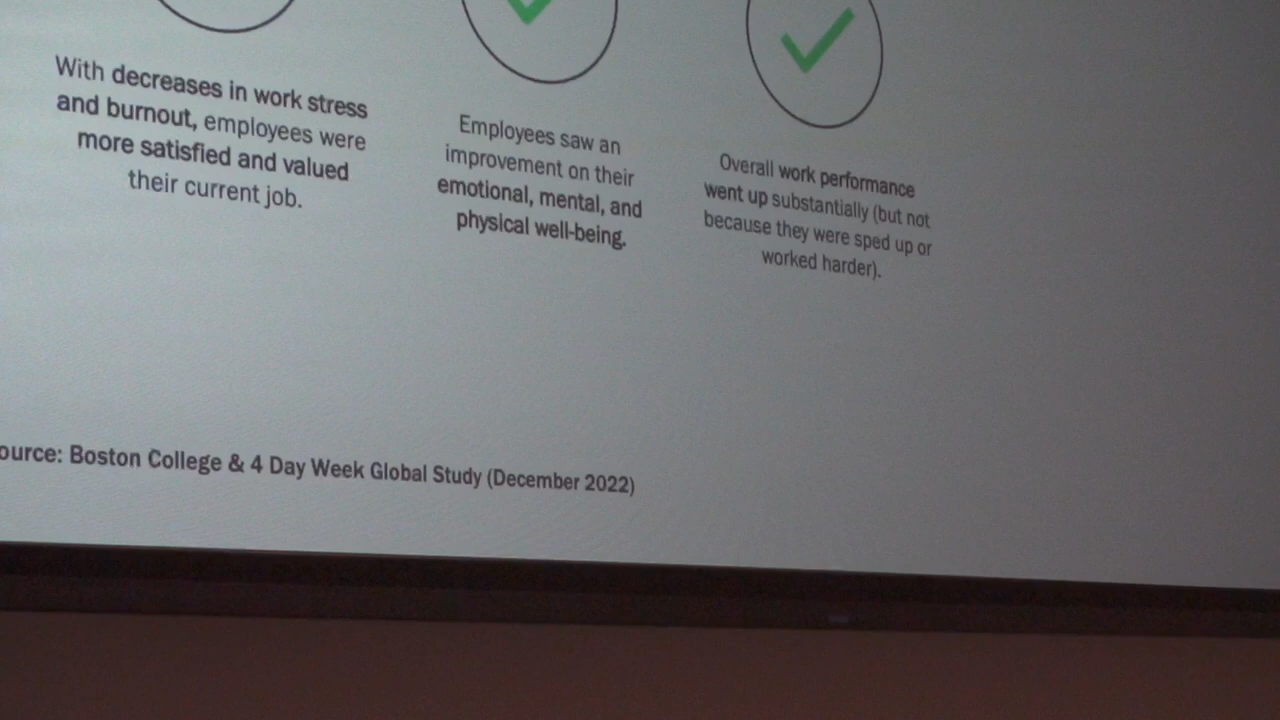 With decreases in work stress
and burnout, employees were
more satisfied and valued
their current job.
Employees saw an
improvement on their
emotional, mental, and
physical well-being.
Overall work performance
went up substantially (but not
because they were sped up or
worked harder).
ource: Boston College & 4 Day Week Global Study (December 2022)